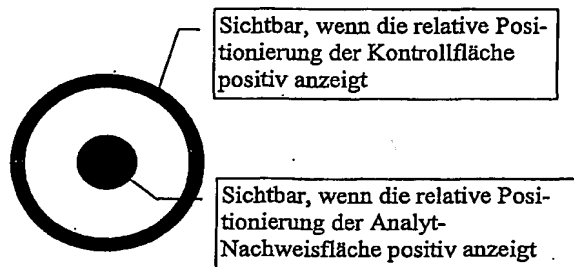 Sichtbar, wenn die relative Posi-
tionierung der Kontrollfläche
positiv anzeigt
Sichtbar, wenn die relative Posi-
tionierung der Analyt-
Nachweisfläche positiv anzeigt